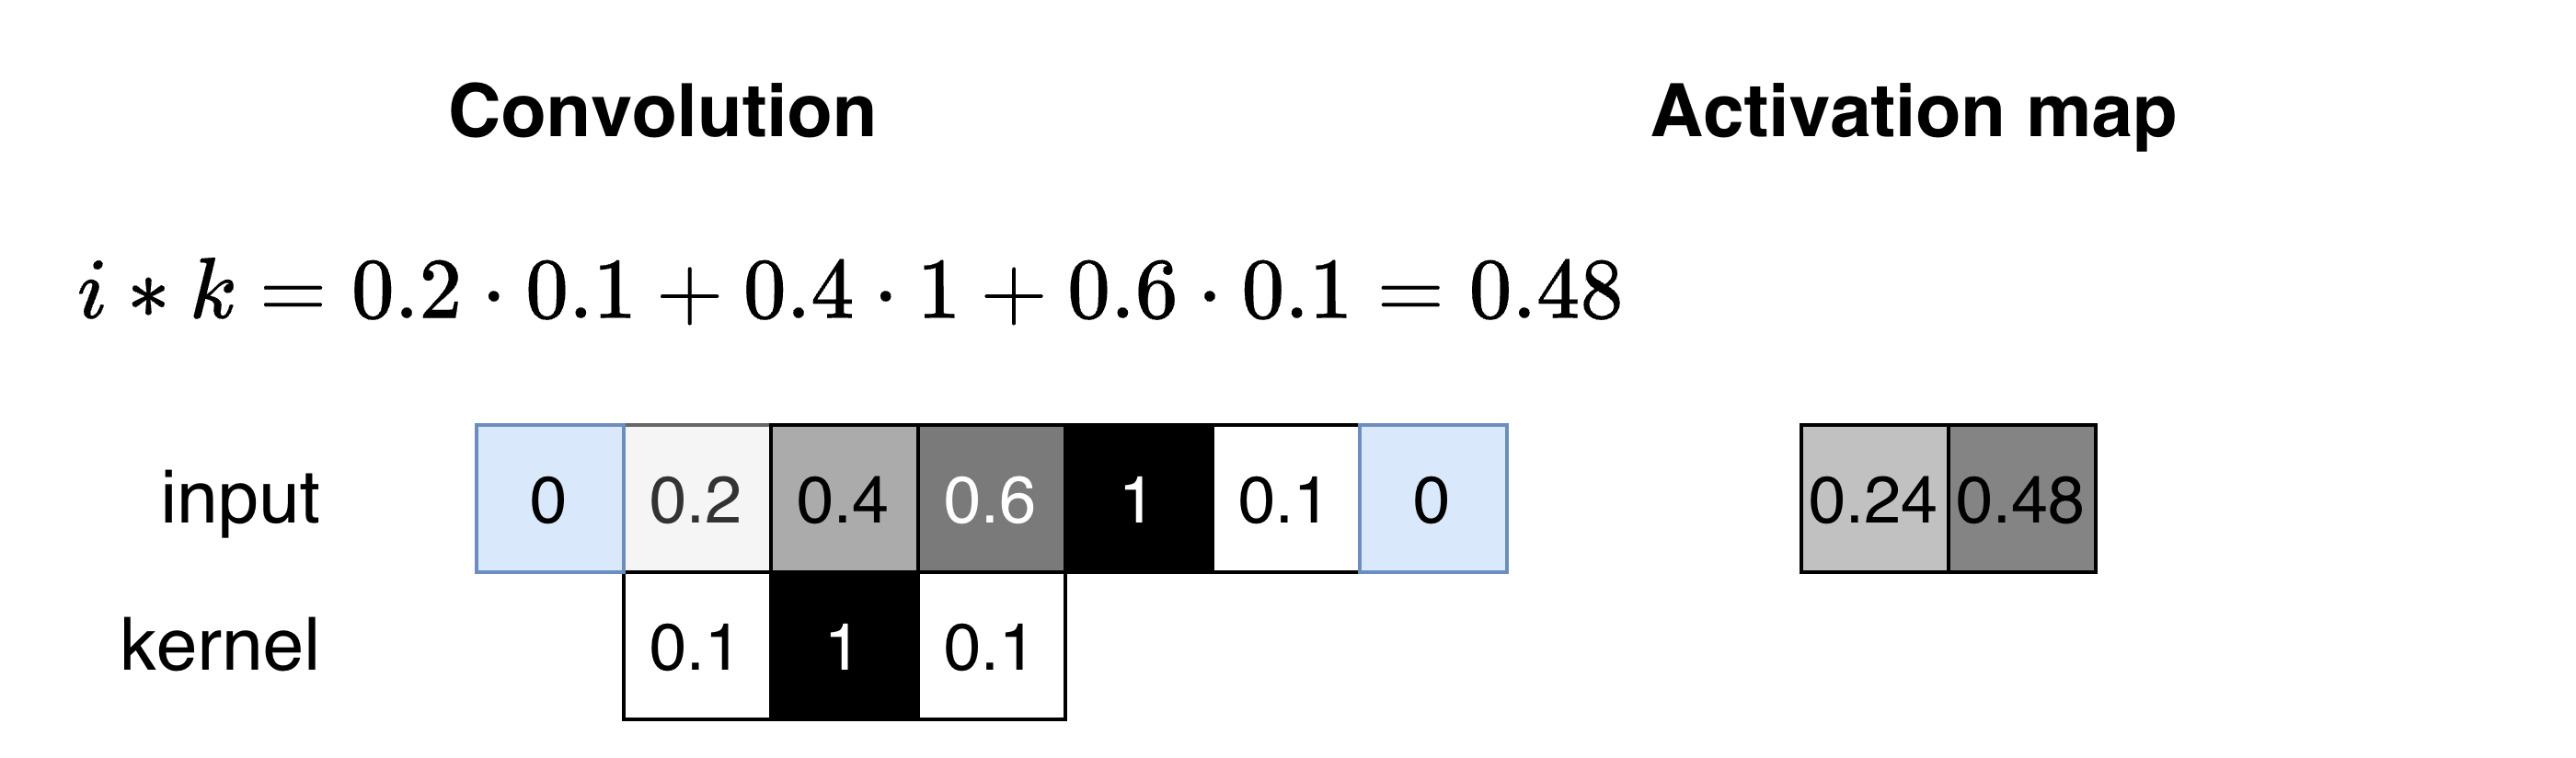 Convolution Activation map
i * k = 0.2 · 0.1 + 0.4 · 1 + 0.6 · 0.1 = 0.48
input 0 0.2 0.4 0.6 1 0.1 0 0.24 0.48
kernel 0.1 1 0.1